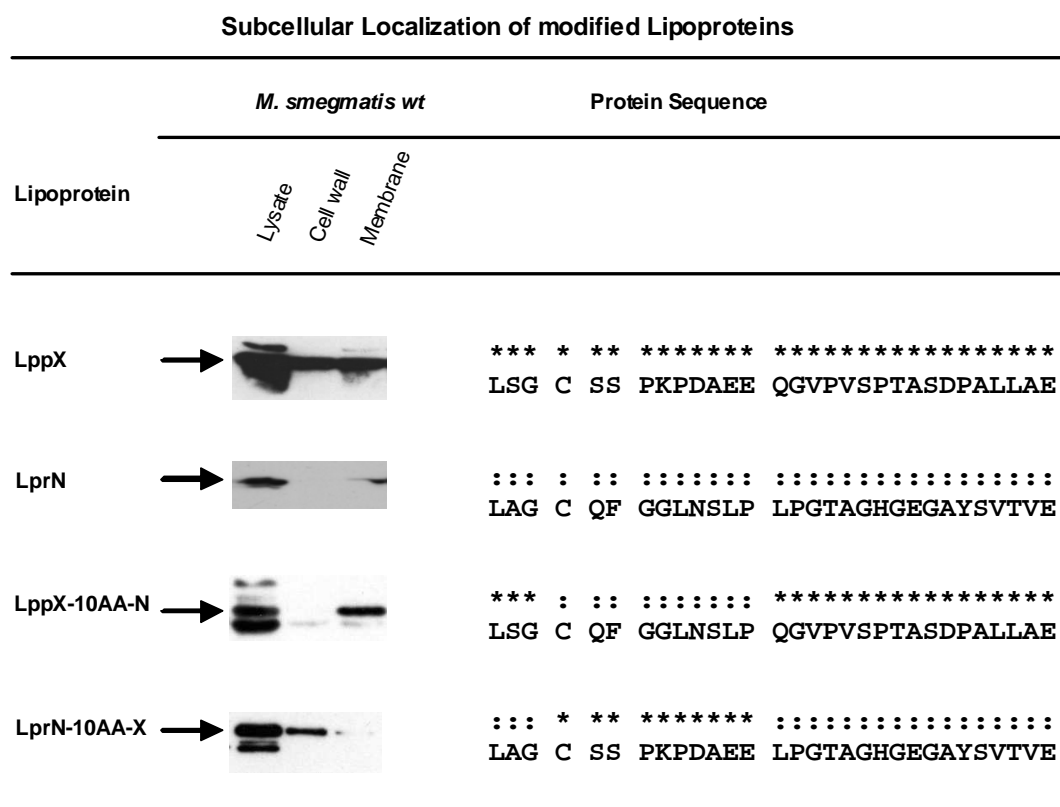 Subcellular Localization of modified Lipoproteins
M. smegmatis wt Protein Sequence
Lipoprotein Lysate Cell wall Membrane
*** * ** ******* *****************
LppX LSG C SS PKPDAEE QGVPVSPTASDPALLAE
::: : :: ::::::: :::::::::::::::::
LprN LAG C QF GGLNSLP LPGTAGHGEGAYSVTVE
*** : :: ::::::: *****************
LppX-10AA-N LSG C QF GGLNSLP QGVPVSPTASDPALLAE
::: * ** ******* :::::::::::::::::
LprN-10AA-X LAG C SS PKPDAEE LPGTAGHGEGAYSVTVE